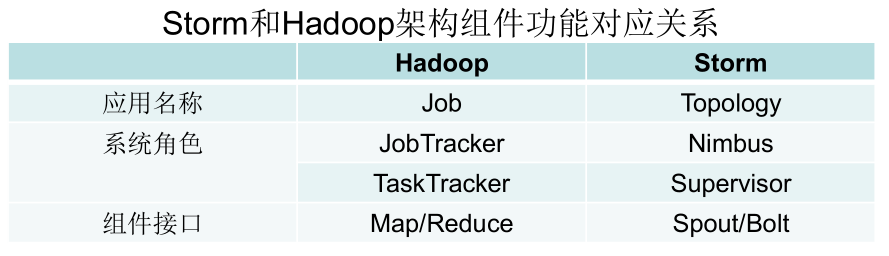 Storm和Hadoop架构组件功能对应关系
Hadoop Storm
应用名称 Job Topology
系统角色 JobTracker Nimbus
TaskTracker Supervisor
组件接口 Map/Reduce Spout/Bolt